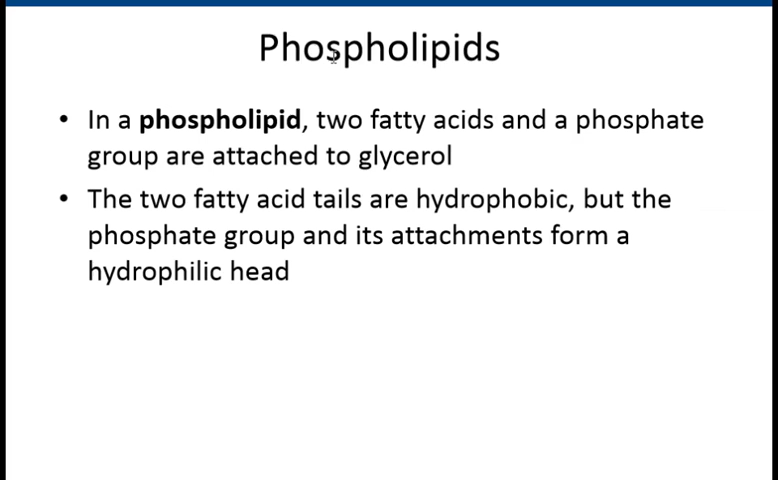 Phospholipids
• In a phospholipid, two fatty acids and a phosphate
group are attached to glycerol
• The two fatty acid tails are hydrophobic, but the
phosphate group and its attachments form a
hydrophilic head